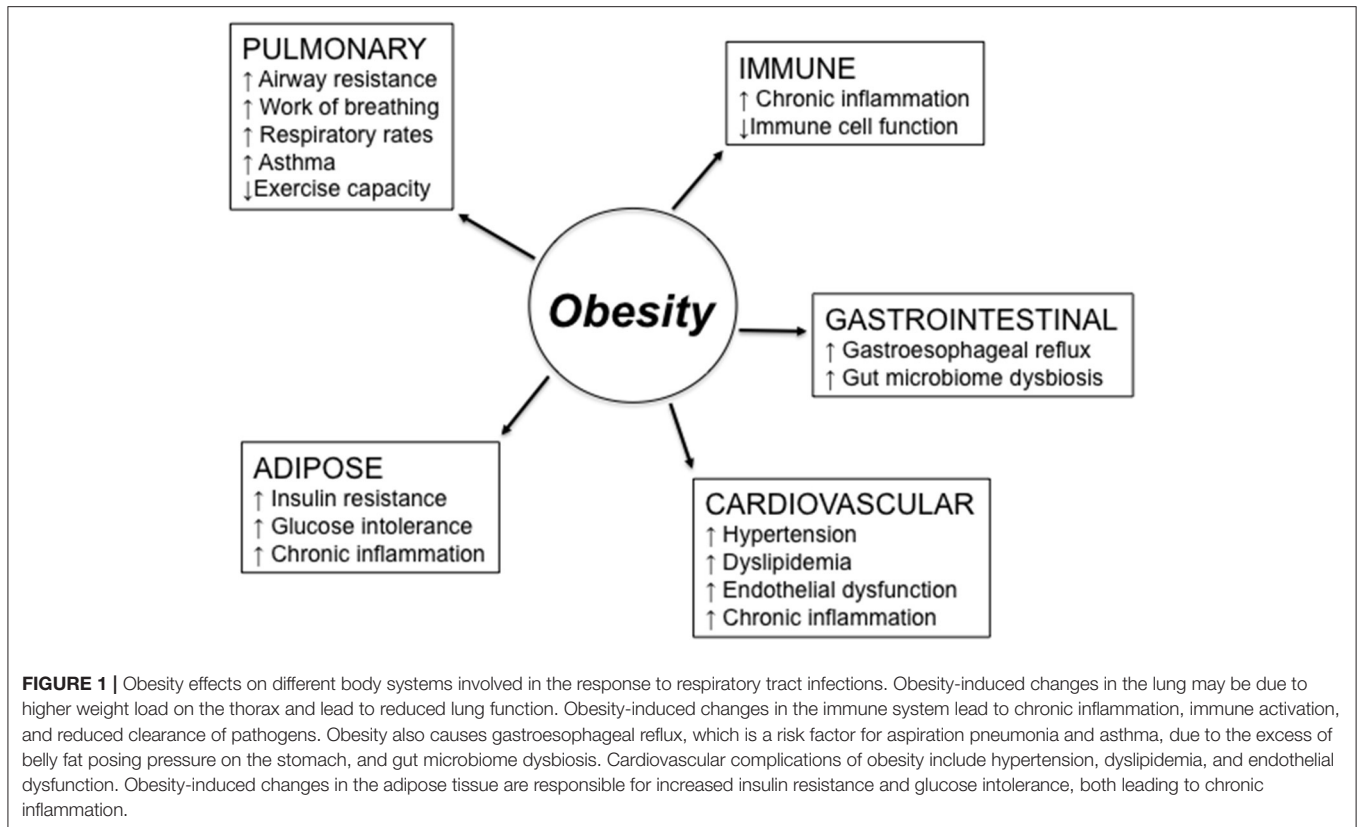 PULMONARY
↑ Airway resistance
↑ Work of breathing
↑ Respiratory rates
↑ Asthma
↓Exercise capacity
IMMUNE
↑ Chronic inflammation
↓Immune cell function
Obesity
GASTROINTESTINAL
↑ Gastroesophageal reflux
↑ Gut microbiome dysbiosis
ADIPOSE
↑ Insulin resistance
↑ Glucose intolerance
↑ Chronic inflammation
CARDIOVASCULAR
↑ Hypertension
↑ Dyslipidemia
↑ Endothelial dysfunction
↑ Chronic inflammation
FIGURE 1 | Obesity effects on different body systems involved in the response to respiratory tract infections. Obesity-induced changes in the lung may be due to
higher weight load on the thorax and lead to reduced lung function. Obesity-induced changes in the immune system lead to chronic inflammation, immune activation,
and reduced clearance of pathogens. Obesity also causes gastroesophageal reflux, which is a risk factor for aspiration pneumonia and asthma, due to the excess of
belly fat posing pressure on the stomach, and gut microbiome dysbiosis. Cardiovascular complications of obesity include hypertension, dyslipidemia, and endothelial
dysfunction. Obesity-induced changes in the adipose tissue are responsible for increased insulin resistance and glucose intolerance, both leading to chronic
inflammation.